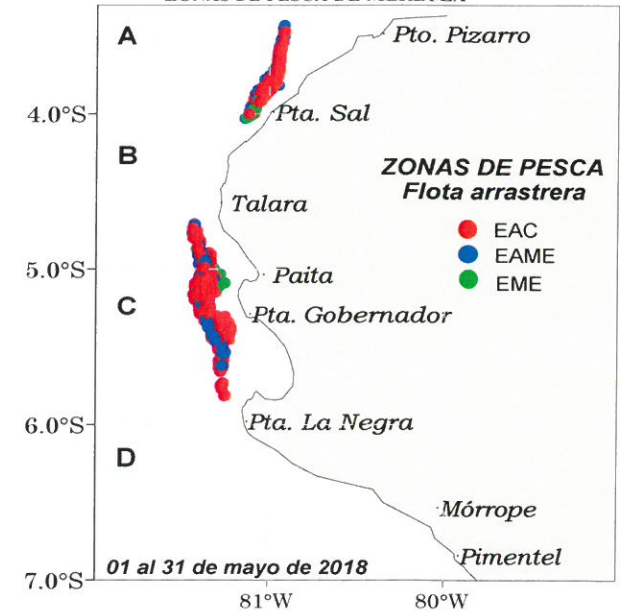 A
Pto. Pizarro
4.0°S
Pta. Sal
B
ZONAS DE PESCA
Flota arrastrera
Talara
EAC
EAME
5.0°S
Paita
EME
C
Pta. Gobernador
6.0°S
Pta. La Negra
D
Mórrope
01 al 31 de mayo de 2018
Pimentel
7.0°S
81°W
80°W